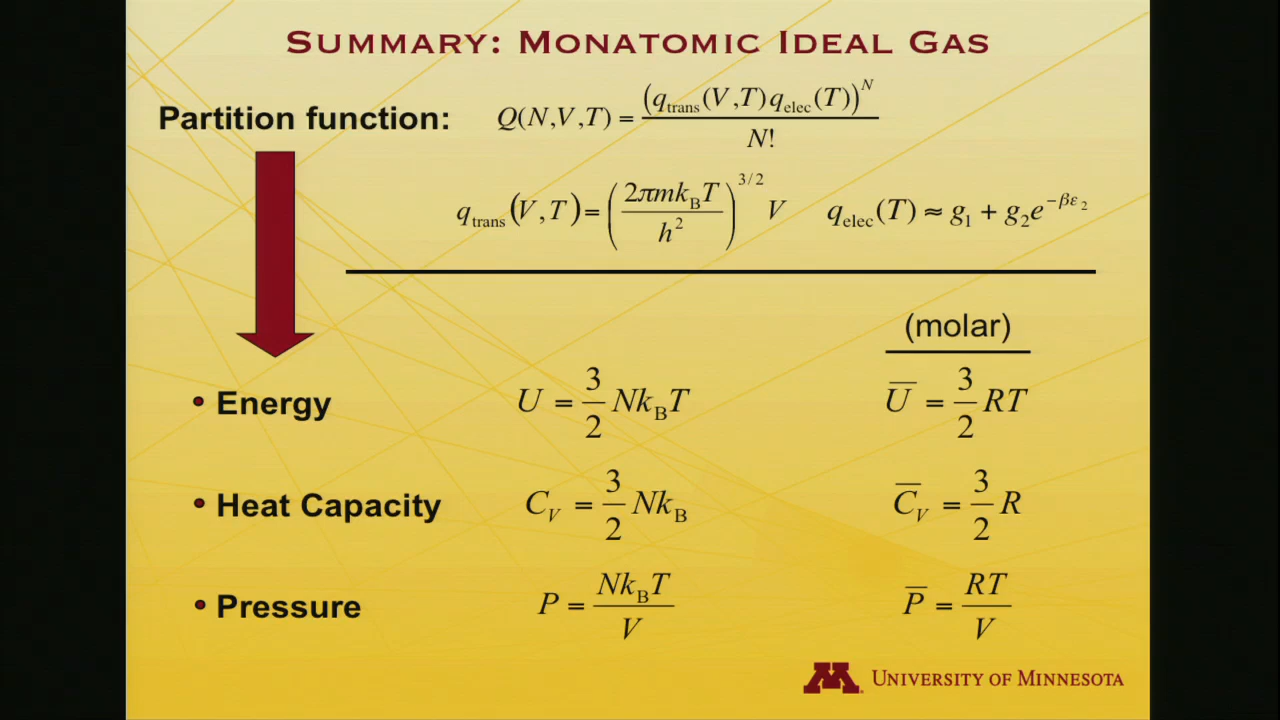 SUMMARY: MONATOMIC IDEAL GAS
Partition function: Q(N,V,T) = (q_trans(V,T) q_elec(T))^N / N!
q_trans(V,T) = (2πmk_BT / h^2)^{3/2} V q_elec(T) ≈ g_1 + g_2e^{−βε_2}
(molar)
• Energy U = 3/2 Nk_BT U̅ = 3/2 RT
• Heat Capacity C_V = 3/2 Nk_B C̅_V = 3/2 R
• Pressure P = Nk_BT / V P̅ = RT / V
M UNIVERSITY OF MINNESOTA